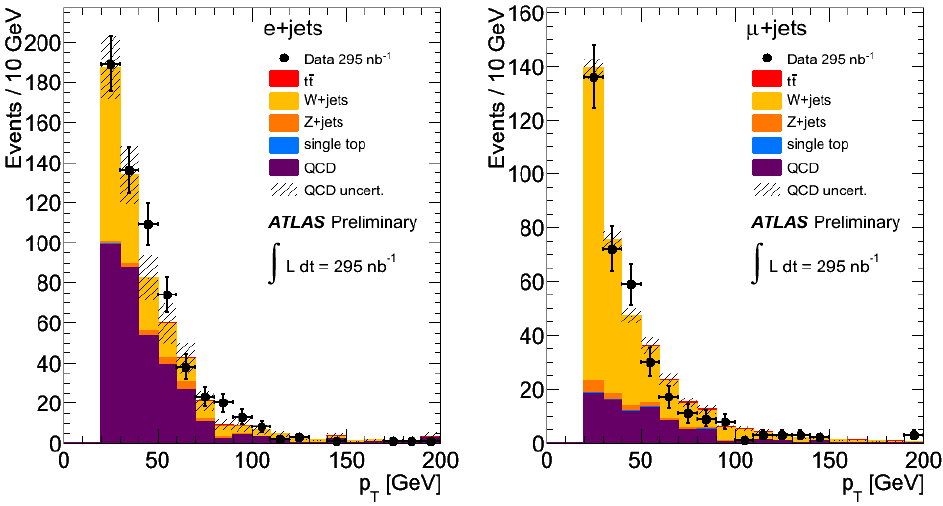 e+jets
Events / 10 GeV
200
180
160
140
120
100
80
60
40
20
0
Data 295 nb⁻¹
tt̅
W+jets
Z+jets
single top
QCD
QCD uncert.
ATLAS Preliminary
∫ L dt = 295 nb⁻¹
0 50 100 150 200
p_T [GeV]
μ+jets
Events / 10 GeV
160
140
120
100
80
60
40
20
0
Data 295 nb⁻¹
tt̅
W+jets
Z+jets
single top
QCD
QCD uncert.
ATLAS Preliminary
∫ L dt = 295 nb⁻¹
0 50 100 150 200
p_T [GeV]